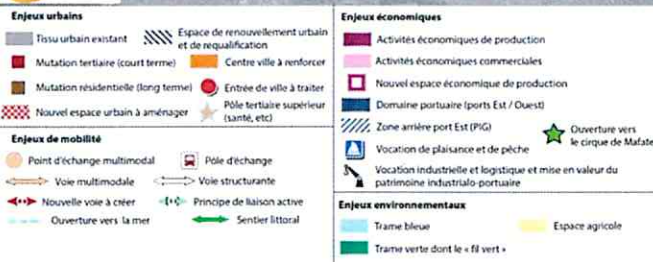 Enjeux urbains
Tissu urbain existant
Espace de renouvellement urbain
et de requalification
Mutation tertiaire (court terme)
Centre ville à renforcer
Mutation résidentielle (long terme)
Entrée de ville à traiter
Nouvel espace urbain à aménager
Pôle tertiaire supérieur
(santé, etc)
Enjeux de mobilité
Point d'échange multimodal
Pôle d'échange
Voie multimodale
Voie structurante
Nouvelle voie à créer
Principe de liaison active
Ouverture vers la mer
Sentier littoral
Enjeux économiques
Activités économiques de production
Activités économiques commerciales
Nouvel espace économique de production
Domaine portuaire (ports Est / Ouest)
Zone arrière port Est (PIG)
Ouverture vers
le cirque de Mafate
Vocation de plaisance et de pêche
Vocation industrielle et logistique et mise en valeur du
patrimoine industrialo-portuaire
Enjeux environnementaux
Trame bleue
Espace agricole
Trame verte dont le « fil vert »